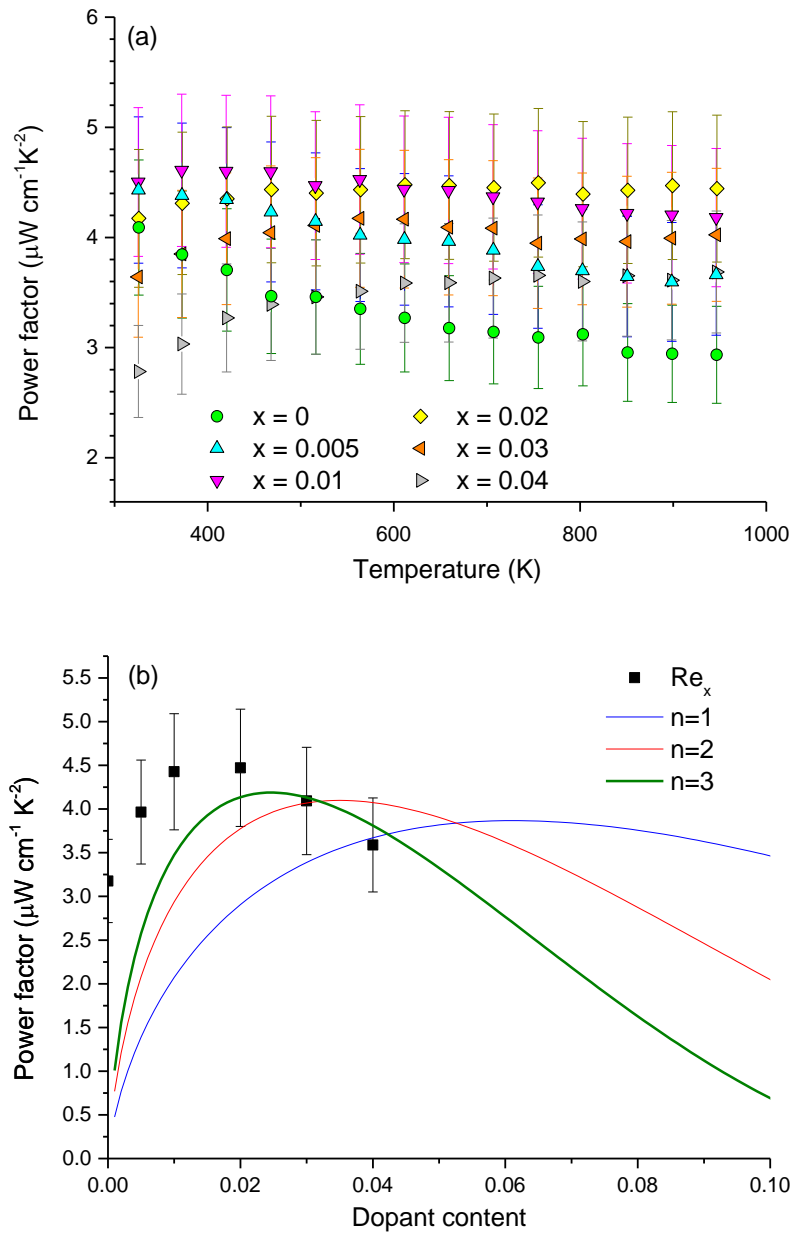 (a)
Power factor (μW cm⁻¹K⁻²)
6
5
4
3
2
x = 0
x = 0.005
x = 0.01
x = 0.02
x = 0.03
x = 0.04
400
600
800
1000
Temperature (K)
(b)
Power factor (μW cm⁻¹ K⁻²)
5.5
5.0
4.5
4.0
3.5
3.0
2.5
2.0
1.5
1.0
0.5
0.0
Reₓ
n=1
n=2
n=3
0.00
0.02
0.04
0.06
0.08
0.10
Dopant content